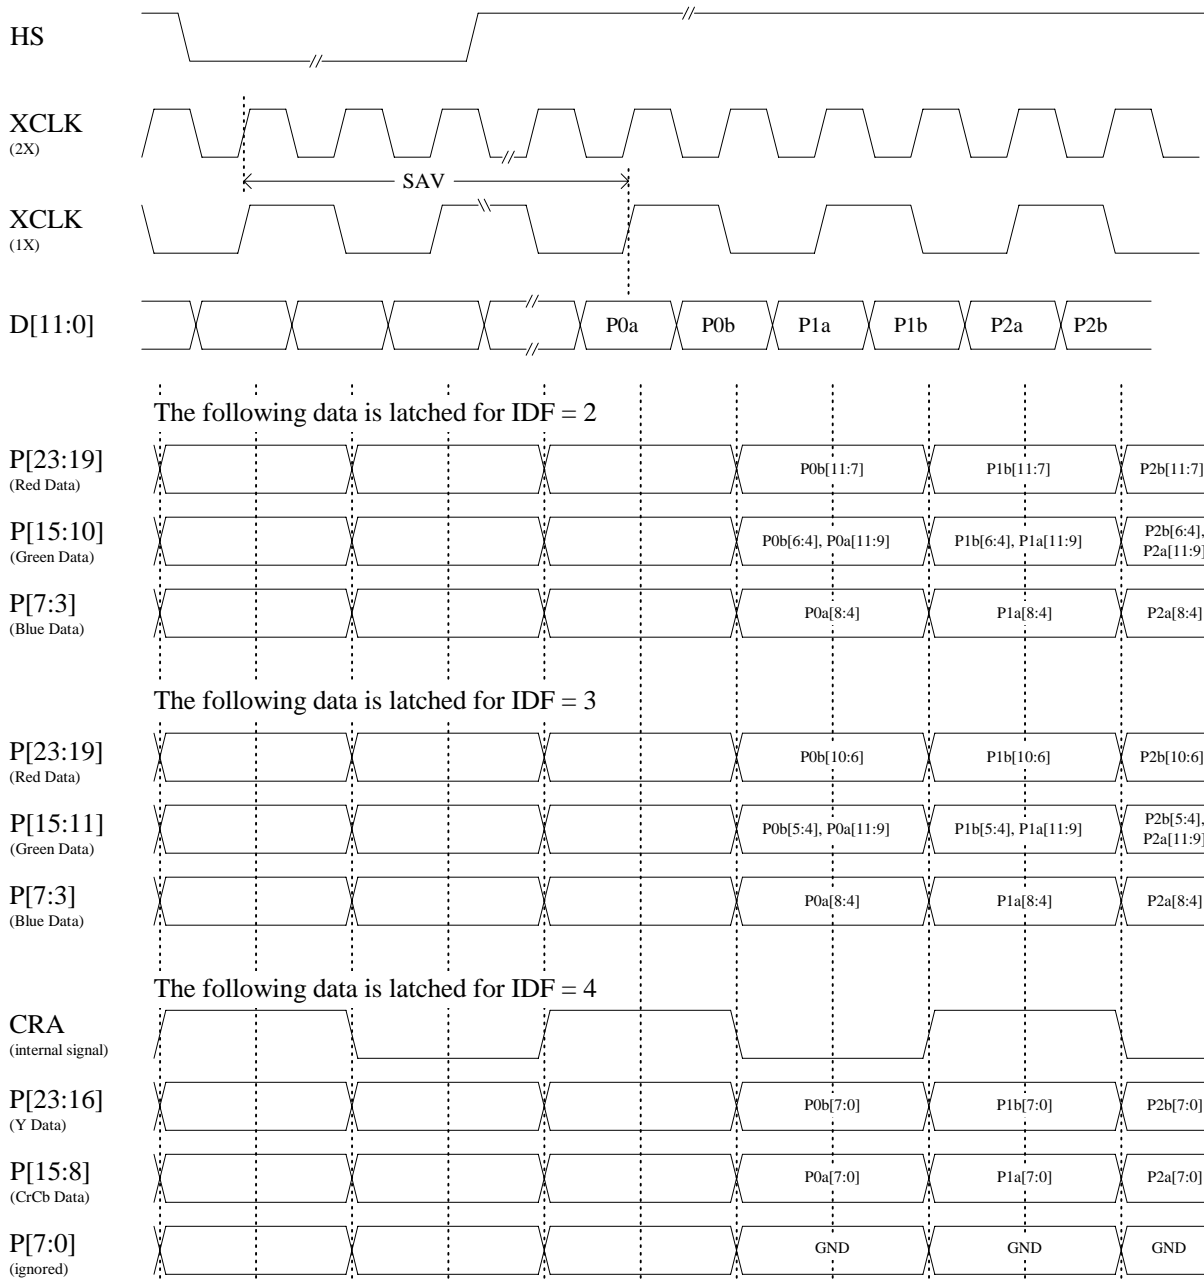 HS
XCLK
(2X)
SAV
XCLK
(1X)
D[11:0] P0a P0b P1a P1b P2a P2b
The following data is latched for IDF = 2
P[23:19] P0b[11:7] P1b[11:7] P2b[11:7]
(Red Data)
P[15:10] P0b[6:4], P0a[11:9] P1b[6:4], P1a[11:9] P2b[6:4], P2a[11:9]
(Green Data)
P[7:3] P0a[8:4] P1a[8:4] P2a[8:4]
(Blue Data)
The following data is latched for IDF = 3
P[23:19] P0b[10:6] P1b[10:6] P2b[10:6]
(Red Data)
P[15:11] P0b[5:4], P0a[11:9] P1b[5:4], P1a[11:9] P2b[5:4], P2a[11:9]
(Green Data)
P[7:3] P0a[8:4] P1a[8:4] P2a[8:4]
(Blue Data)
The following data is latched for IDF = 4
CRA
(internal signal)
P[23:16] P0b[7:0] P1b[7:0] P2b[7:0]
(Y Data)
P[15:8] P0a[7:0] P1a[7:0] P2a[7:0]
(CrCb Data)
P[7:0] GND GND GND
(ignored)